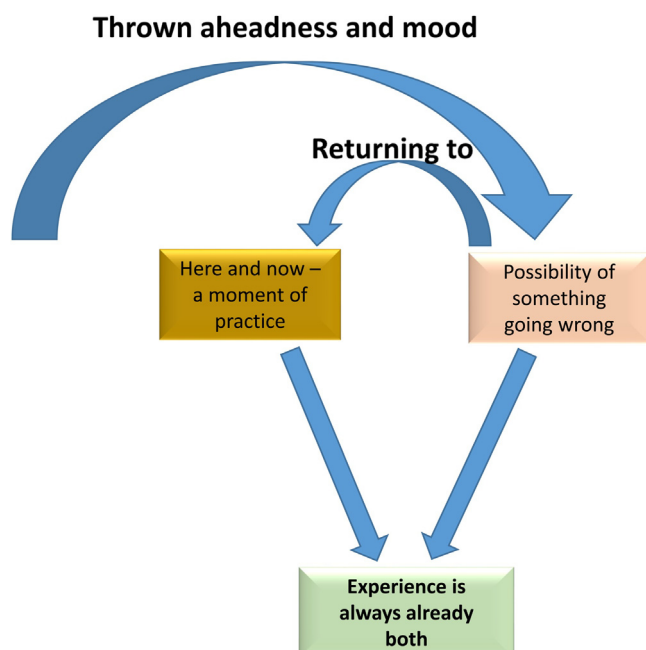 Thrown aheadness and mood
Returning to
Here and now –
a moment of
practice
Possibility of
something
going wrong
Experience is
always already
both